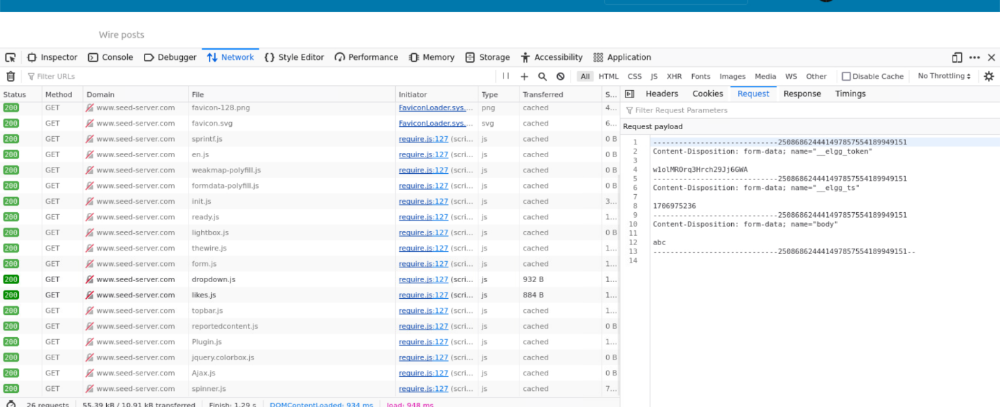 Wire posts
Inspector Console Debugger Network Style Editor Performance Memory Storage Accessibility Application
Filter URLs All HTML CSS JS XHR Fonts Images Media WS Other Disable Cache No Throttling
Status Method Domain File Initiator Type Transferred S...
200 GET www.seed-server.com favicon-128.png FaviconLoader.sys.... png cached 4...
200 GET www.seed-server.com favicon.svg FaviconLoader.sys.... svg cached 6...
200 GET www.seed-server.com sprintf.js require.js:127 (scri... js cached 0 B
200 GET www.seed-server.com en.js require.js:127 (scri... js cached 0 B
200 GET www.seed-server.com weakmap-polyfill.js require.js:127 (scri... js cached 0 B
200 GET www.seed-server.com formdata-polyfill.js require.js:127 (scri... js cached 0 B
200 GET www.seed-server.com init.js require.js:127 (scri... js cached 3...
200 GET www.seed-server.com ready.js require.js:127 (scri... js cached 1...
200 GET www.seed-server.com lightbox.js require.js:127 (scri... js cached 0 B
200 GET www.seed-server.com thewire.js require.js:127 (scri... js cached 1...
200 GET www.seed-server.com form.js require.js:127 (scri... js cached 1...
200 GET www.seed-server.com dropdown.js require.js:127 (scri... js 932 B 1...
200 GET www.seed-server.com likes.js require.js:127 (scri... js 884 B 1...
200 GET www.seed-server.com topbar.js require.js:127 (scri... js cached 1...
200 GET www.seed-server.com reportedcontent.js require.js:127 (scri... js cached 0 B
200 GET www.seed-server.com Plugin.js require.js:127 (scri... js cached 1...
200 GET www.seed-server.com jquery.colorbox.js require.js:127 (scri... js cached 0 B
200 GET www.seed-server.com Ajax.js require.js:127 (scri... js cached 0 B
200 GET www.seed-server.com spinner.js require.js:127 (scri... js cached 7...
26 requests 55.39 kB / 10.91 kB transferred Finish: 1.29 s DOMContentLoaded: 934 ms load: 948 ms
Headers Cookies Request Response Timings
Filter Request Parameters
Request payload
1 -----------------------------250868624441497857554189949151
2 Content-Disposition: form-data; name="__elgg_token"
3
4 w1olMROrq3Hrch29Jj6GWA
5 -----------------------------250868624441497857554189949151
6 Content-Disposition: form-data; name="__elgg_ts"
7
8 1706975236
9 -----------------------------250868624441497857554189949151
10 Content-Disposition: form-data; name="body"
11
12 abc
13 -----------------------------250868624441497857554189949151--
14